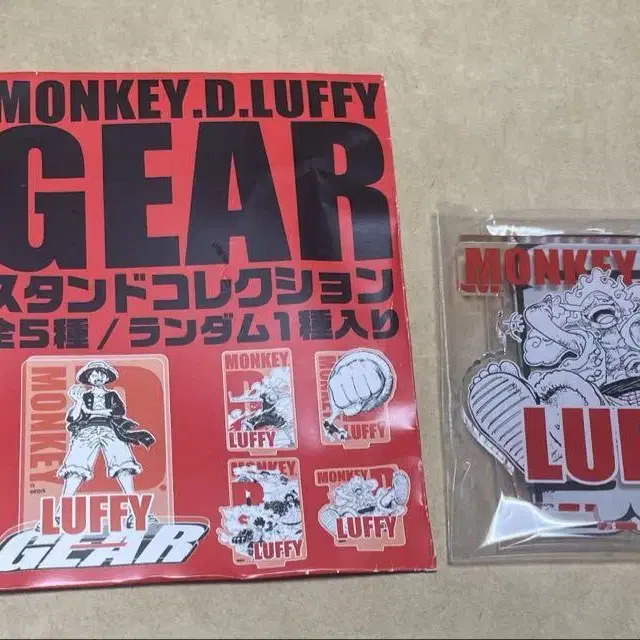 MONKEY.D.LUFFY
GEAR
スタンドコレクション
全5種 / ランダム1種入り
MONKEY.
LUFFY
GEAR
MONKEY
LUFFY
LUFFY
MONKEY
LUFFY
MONKEY
LUFFY
MONKEY
LU